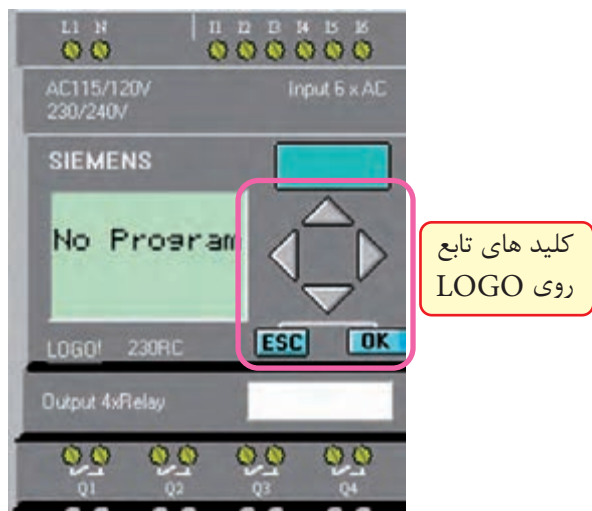 L1 N I1 I2 I3 I4 I5 I6
AC115/120V Input 6 x AC
230/240V
SIEMENS
No Program
کلید های تابع
روی LOGO
ESC OK
LOGO! 230RC
Output 4xRelay
Q1 Q2 Q3 Q4